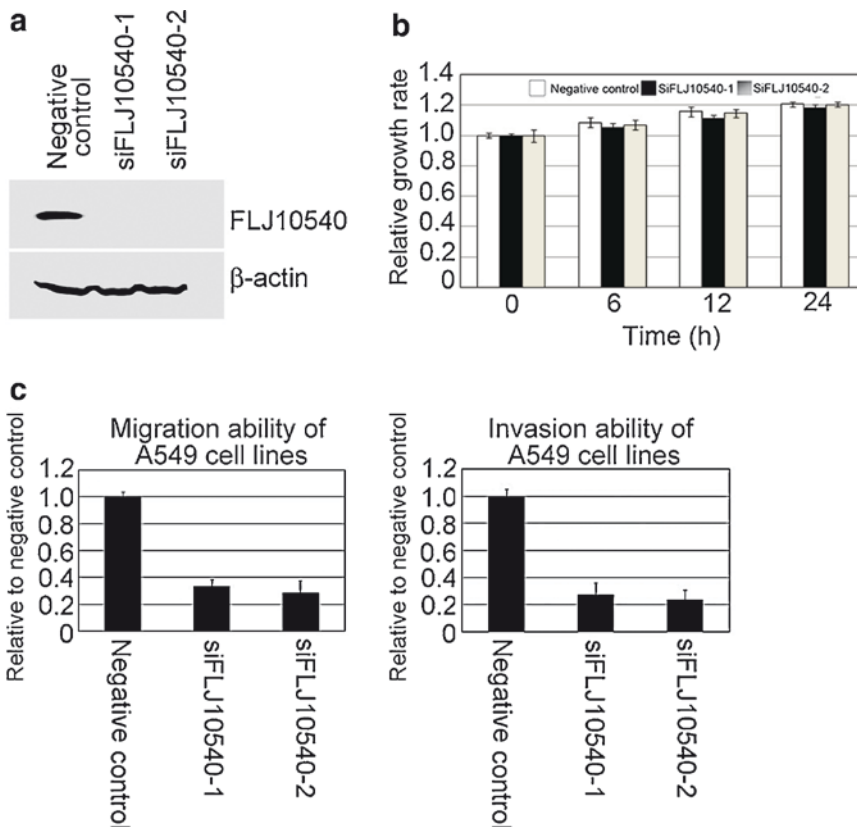 a
Negative control
siFLJ10540-1
siFLJ10540-2
FLJ10540
β-actin
b
Relative growth rate
1.4
1.2
1.0
0.8
0.6
0.4
1.2
0
Negative control
SiFLJ10540-1
SiFLJ10540-2
0
6
12
24
Time (h)
c
Migration ability of
A549 cell lines
Relative to negative control
1.2
1.0
0.8
0.6
0.4
0.2
0
Negative control
siFLJ10540-1
siFLJ10540-2
Invasion ability of
A549 cell lines
Relative to negative control
1.2
1.0
0.8
0.6
0.4
0.2
0
Negative control
siFLJ10540-1
siFLJ10540-2